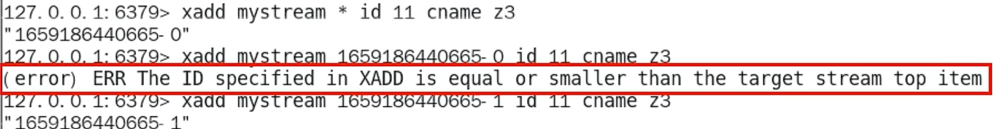 127.0.0.1:6379> xadd mystream * id 11 cname z3
"1659186440665-0"
127.0.0.1:6379> xadd mystream 1659186440665-0 id 11 cname z3
(error) ERR The ID specified in XADD is equal or smaller than the target stream top item
127.0.0.1:6379> xadd mystream 1659186440665-1 id 11 cname z3
"1659186440665-1"